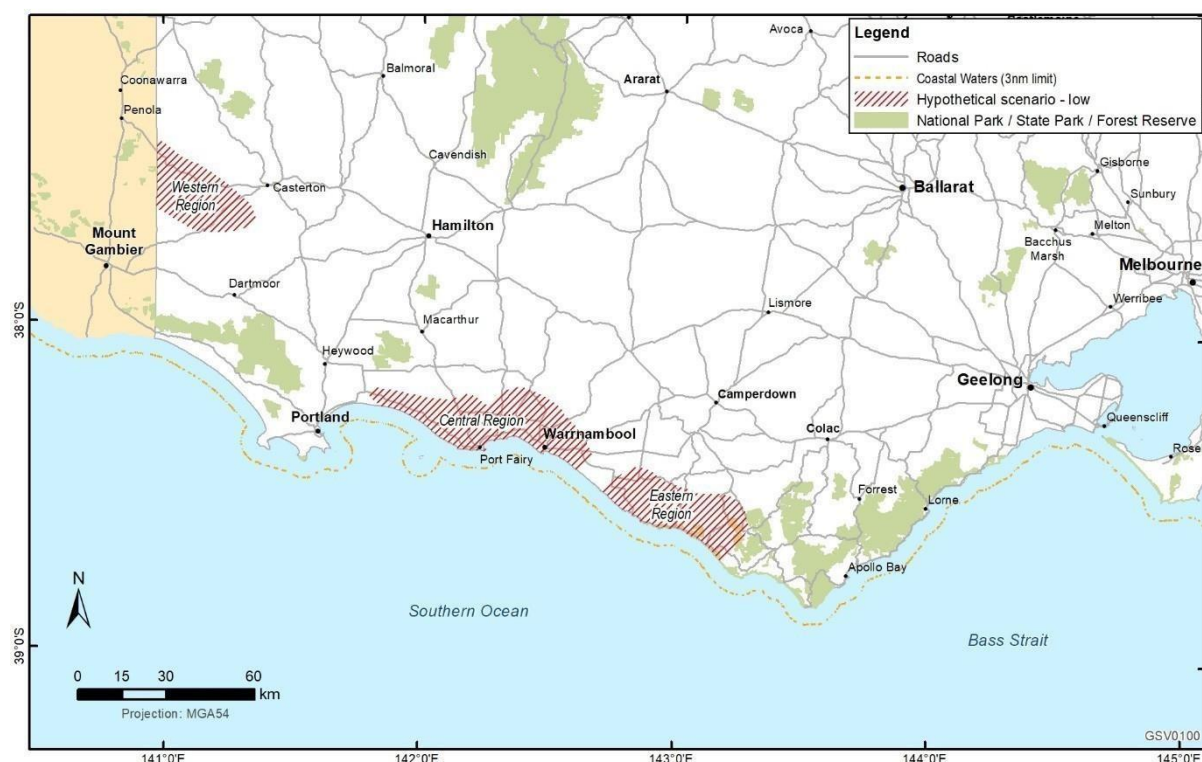 Avoca
Legend
Roads
Coastal Waters (3nm limit)
Hypothetical scenario - low
National Park / State Park / Forest Reserve
Coonawarra
Balmoral
Ararat
Penola
Cavendish
Gisborne
Western
Region
Casterton
Ballarat
Sunbury
Mount
Gambier
Hamilton
Melton
Bacchus
Marsh
Melbourne
Dartmoor
Lismore
Werribee
38°0'S
Macarthur
Heywood
Geelong
Camperdown
Portland
Central Region
Warrnambool
Colac
Queenscliff
Port Fairy
Rose
Eastern
Region
Forrest
Lorne
Apollo Bay
N
Southern Ocean
Bass Strait
39°0'S
0 15 30 60
km
Projection: MGA54
GSV0100
141°0'E 142°0'E 143°0'E 144°0'E 145°0'E